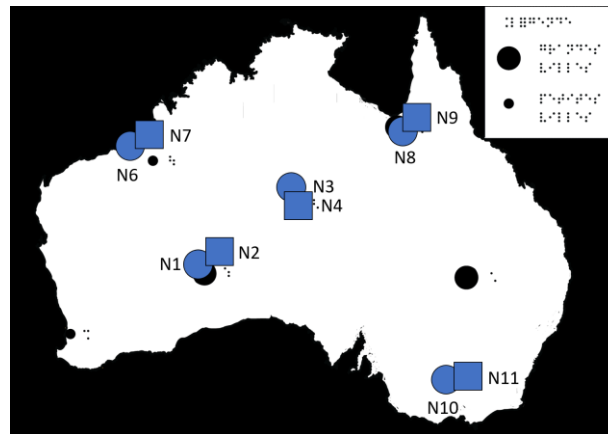 ⠨⠇⠿⠛⠑⠝⠙⠑
⠛⠗⠁⠝⠙⠑⠎
⠧⠊⠇⠇⠑⠎
⠏⠑⠞⠊⠞⠑⠎
⠧⠊⠇⠇⠑⠎
N9
N7
N8
N6
N3
N4
N2
N1
N11
N10